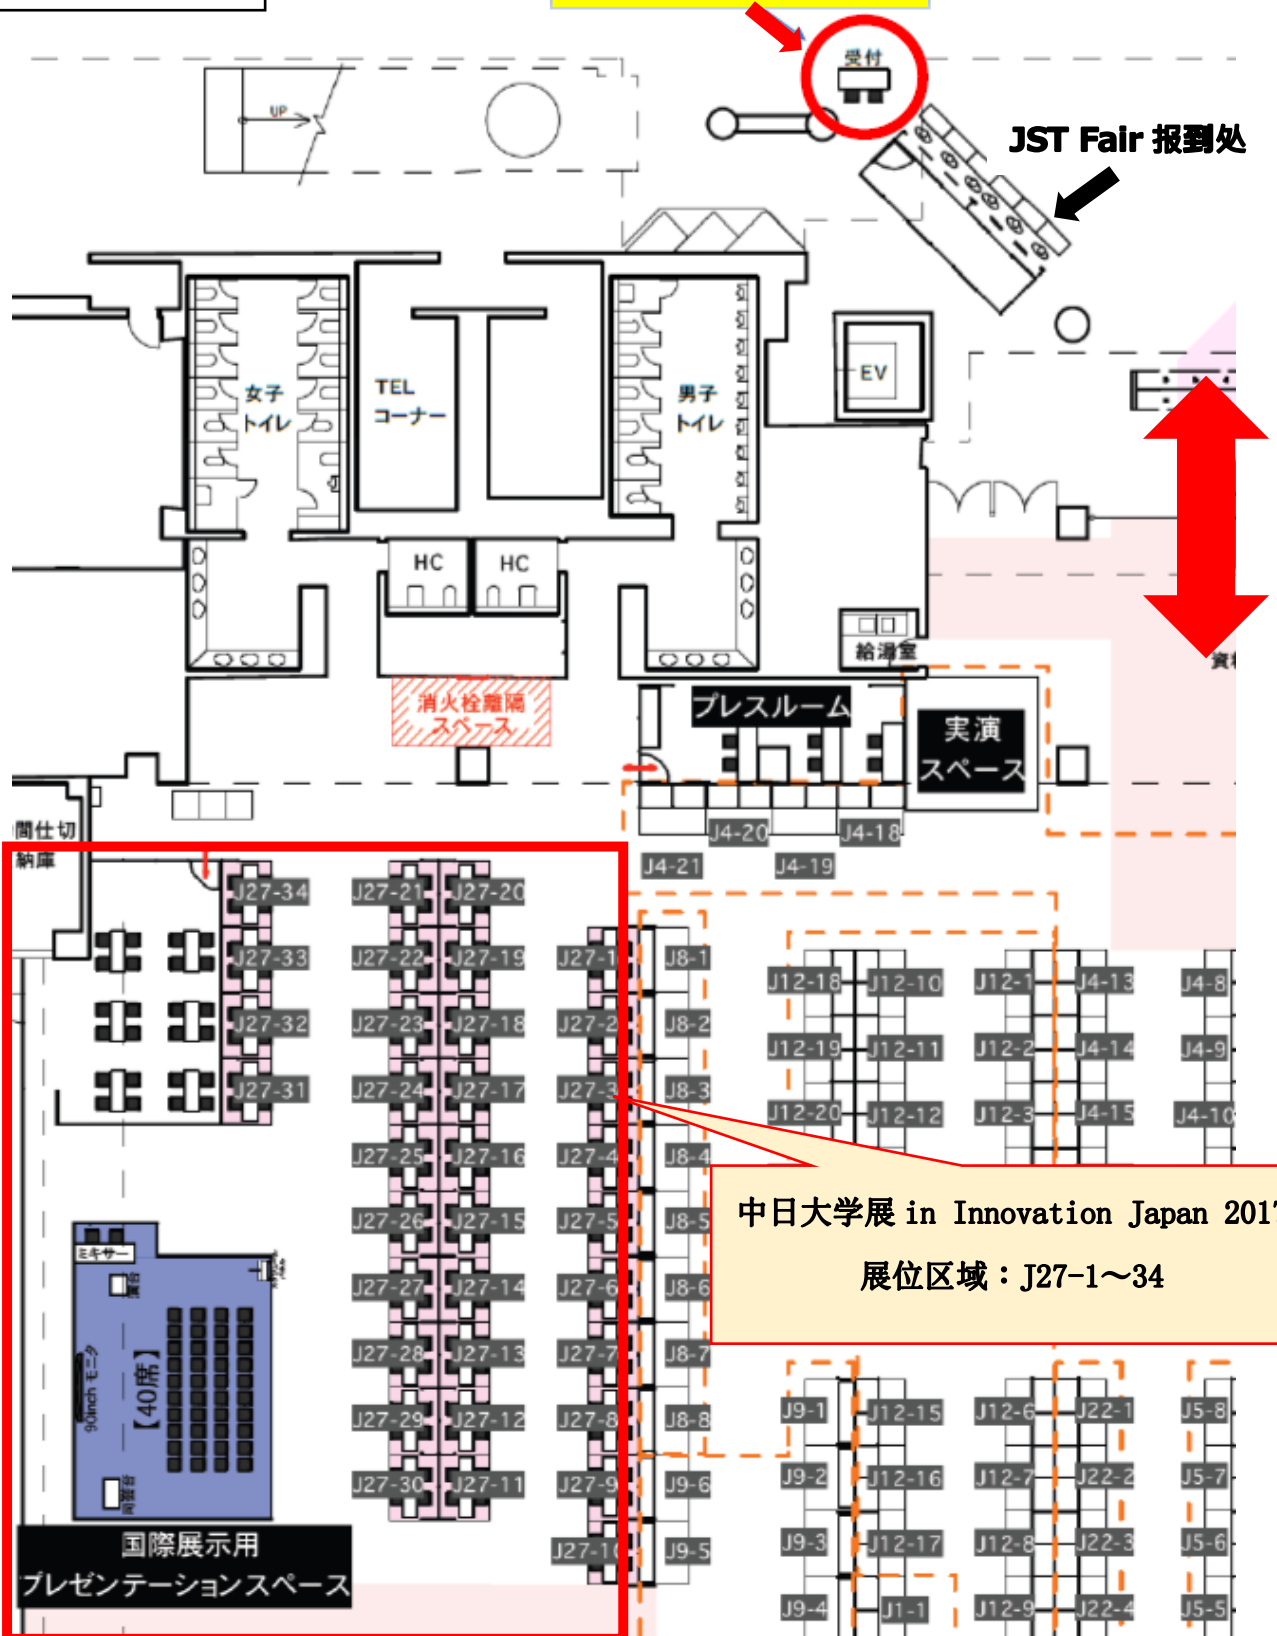 受付
UP
JST Fair 报到处
女子
トイレ
TEL
コーナー
男子
トイレ
EV
HC
HC
給湯室
消火栓離隔
スペース
プレスルーム
実演
スペース
間仕切
納庫
J4-20
J4-18
J4-21
J4-19
J27-34
J27-21
J27-20
J27-33
J27-22
J27-19
J27-1
J8-1
J12-18
J12-10
J12-1
J4-13
J4-8
J27-32
J27-23
J27-18
J27-2
J8-2
J12-19
J12-11
J12-2
J4-14
J4-9
J27-31
J27-24
J27-17
J27-3
J8-3
J12-20
J12-12
J12-3
J4-15
J4-10
J27-25
J27-16
J27-4
J8-4
J27-26
J27-15
J27-5
J8-5
中日大学展 in Innovation Japan 2017
展位区域：J27-1～34
ミキサー
J27-27
J27-14
J27-6
J8-6
J27-28
J27-13
J27-7
J8-7
90inch モニタ
【40席】
J27-29
J27-12
J27-8
J8-8
J9-1
J12-15
J12-6
J22-1
J5-8
J27-30
J27-11
J27-9
J9-6
J9-2
J12-16
J12-7
J22-2
J5-7
国際展示用
プレゼンテーションスペース
J27-10
J9-5
J9-3
J12-17
J12-8
J22-3
J5-6
J9-4
J1-1
J12-9
J22-4
J5-5